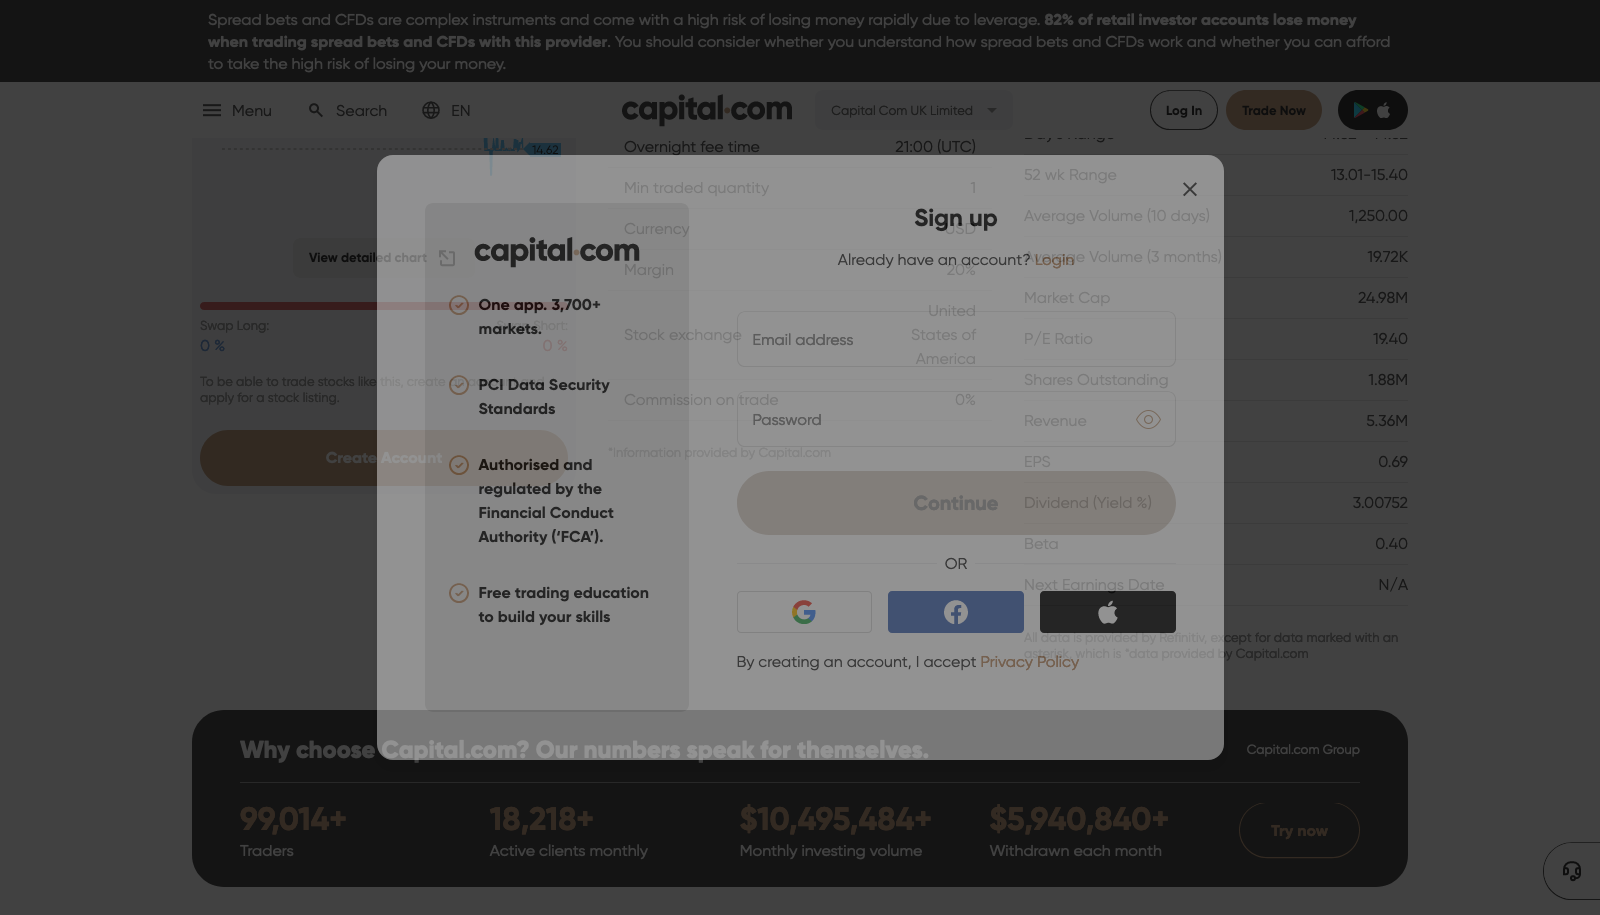 Spread bets and CFDs are complex instruments and come with a high risk of losing money rapidly due to leverage. 82% of retail investor accounts lose money
when trading spread bets and CFDs with this provider. You should consider whether you understand how spread bets and CFDs work and whether you can afford
to take the high risk of losing your money.
Menu
Search
EN
capital.com
Capital Com UK Limited
Log In
Trade Now
14.62
View detailed chart
Swap Long:
0 %
Short:
0 %
To be able to trade stocks like this, create
apply for a stock listing.
Create Account
Overnight fee time 21:00 (UTC)
Min traded quantity 1
Currency USD
Margin 20%
Stock exchange United
States of
America
Commission on trade 0%
*Information provided by Capital.com
Days Range
52 wk Range 13.01-15.40
Average Volume (10 days) 1,250.00
Average Volume (3 months) 19.72K
Market Cap 24.98M
P/E Ratio 19.40
Shares Outstanding 1.88M
Revenue 5.36M
EPS 0.69
Dividend (Yield %) 3.00752
Beta 0.40
Next Earnings Date N/A
All data is provided by Refinitiv, except for data marked with an
asterisk, which is *data provided by Capital.com
capital.com
One app. 3,700+
markets.
PCI Data Security
Standards
Authorised and
regulated by the
Financial Conduct
Authority (‘FCA’).
Free trading education
to build your skills
Sign up
Already have an account? Login
Email address
Password
Continue
OR
By creating an account, I accept Privacy Policy
Why choose Capital.com? Our numbers speak for themselves.
Capital.com Group
99,014+
Traders
18,218+
Active clients monthly
$10,495,484+
Monthly investing volume
$5,940,840+
Withdrawn each month
Try now